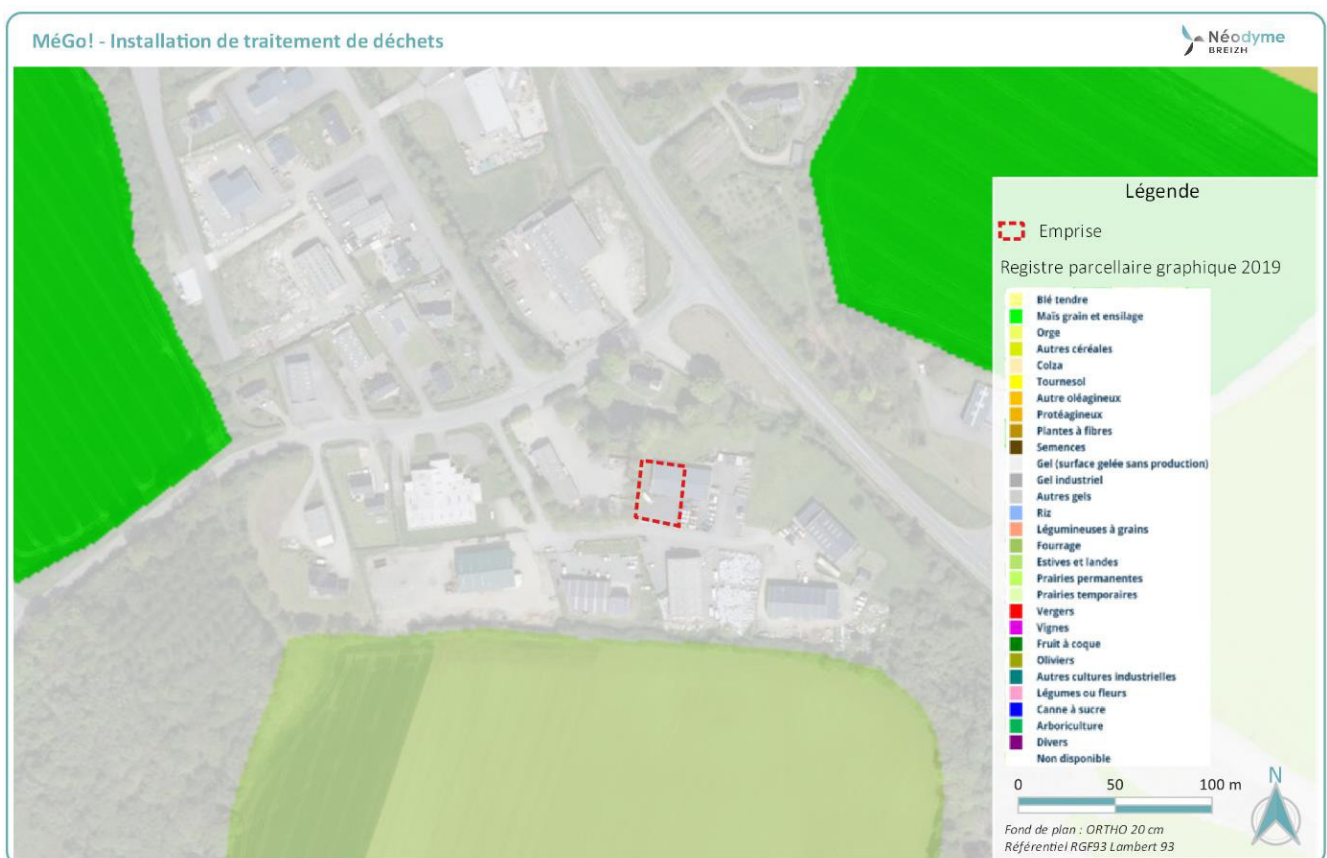 MéGo! - Installation de traitement de déchets
Néodyme
BREIZH
Légende
Emprise
Registre parcellaire graphique 2019
Blé tendre
Maïs grain et ensilage
Orge
Autres céréales
Colza
Tournesol
Autre oléagineux
Protéagineux
Plantes à fibres
Semences
Gel (surface gelée sans production)
Gel industriel
Autres gels
Riz
Légumineuses à grains
Fourrage
Estives et landes
Prairies permanentes
Prairies temporaires
Vergers
Vignes
Fruit à coque
Oliviers
Autres cultures industrielles
Légumes ou fleurs
Canne à sucre
Arboriculture
Divers
Non disponible
0 50 100 m
N
Fond de plan : ORTHO 20 cm
Référentiel RGF93 Lambert 93